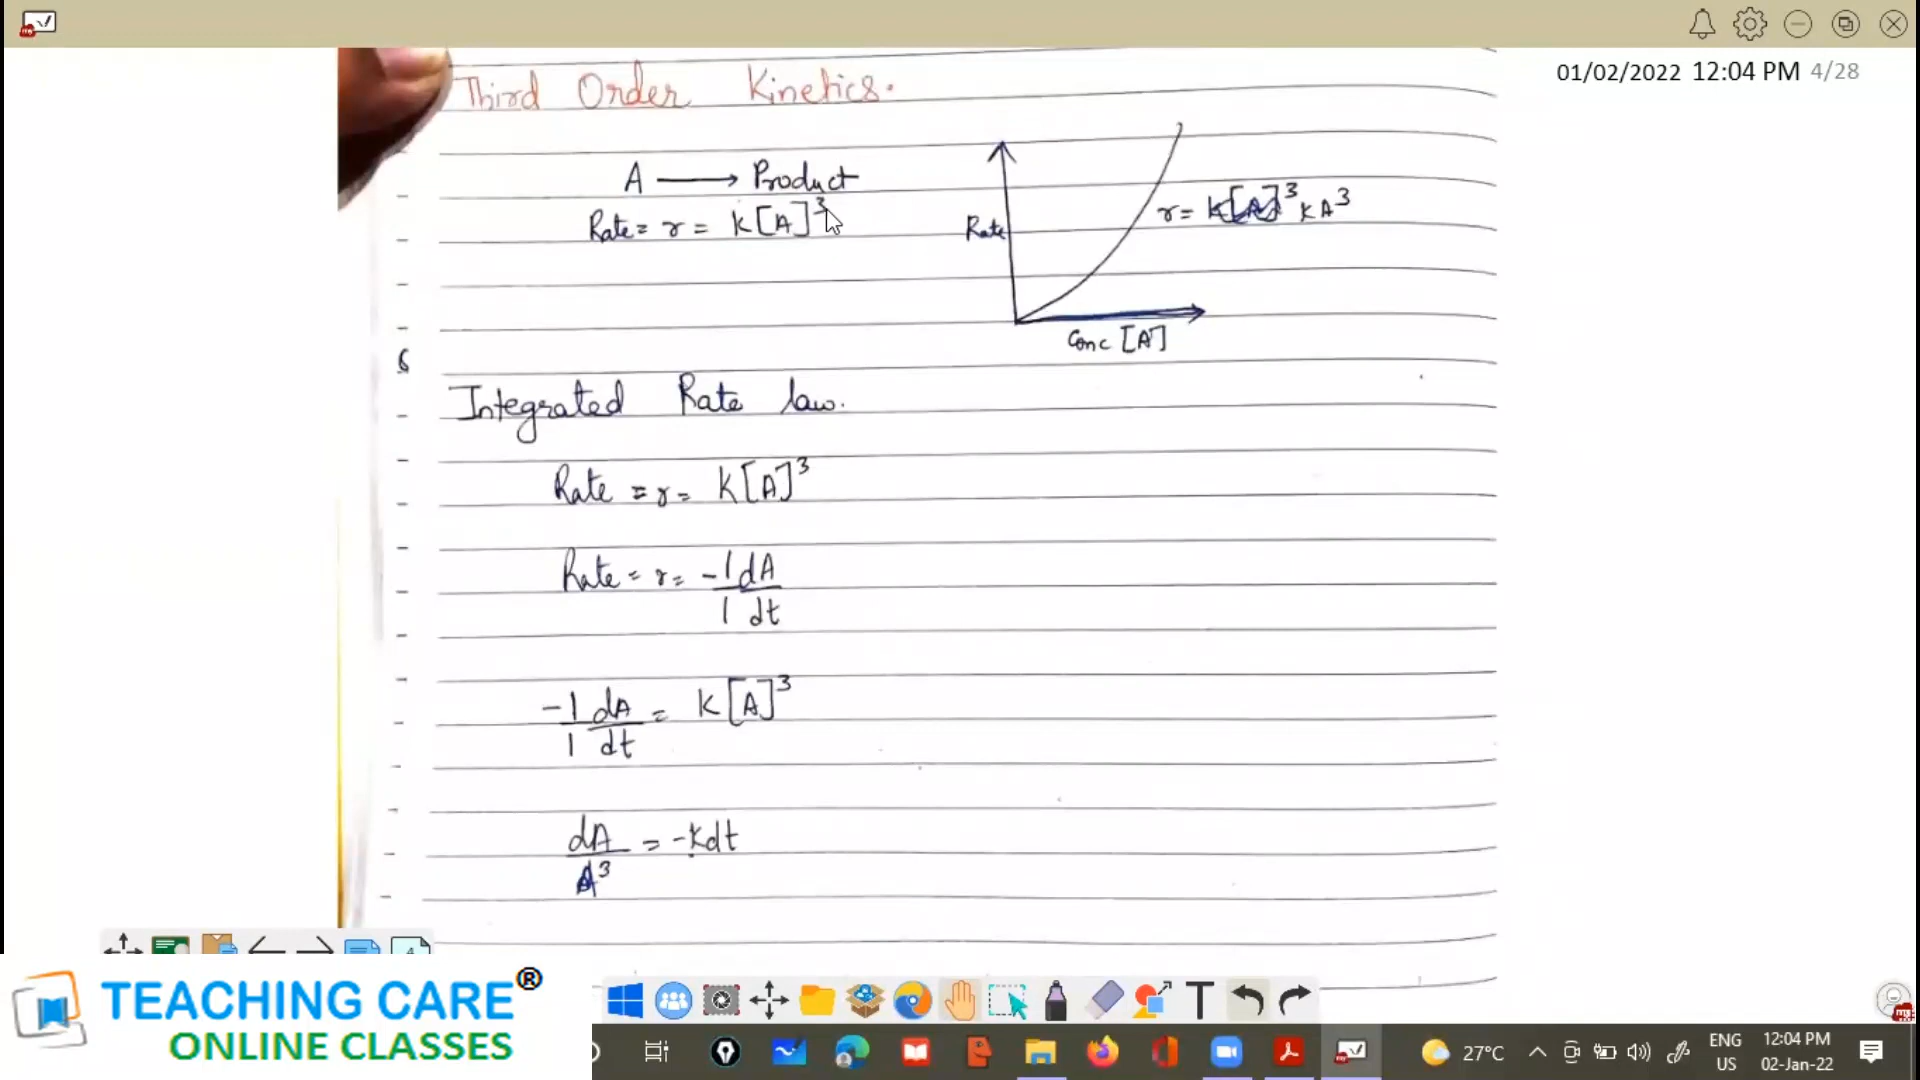 01/02/2022 12:04 PM 4/28
Third Order Kinetics.
A ⟶ Product
Rate = r = K[A]³
Rate
r = K[A]³ KA³
Conc [A]
6
Integrated Rate law.
Rate = r = K[A]³
Rate = r = -1 dA
1 dt
-1 dA = K[A]³
1 dt
dA = -Kdt
A³
TEACHING CARE®
ONLINE CLASSES
T
27°C
ENG
US
12:04 PM
02-Jan-22